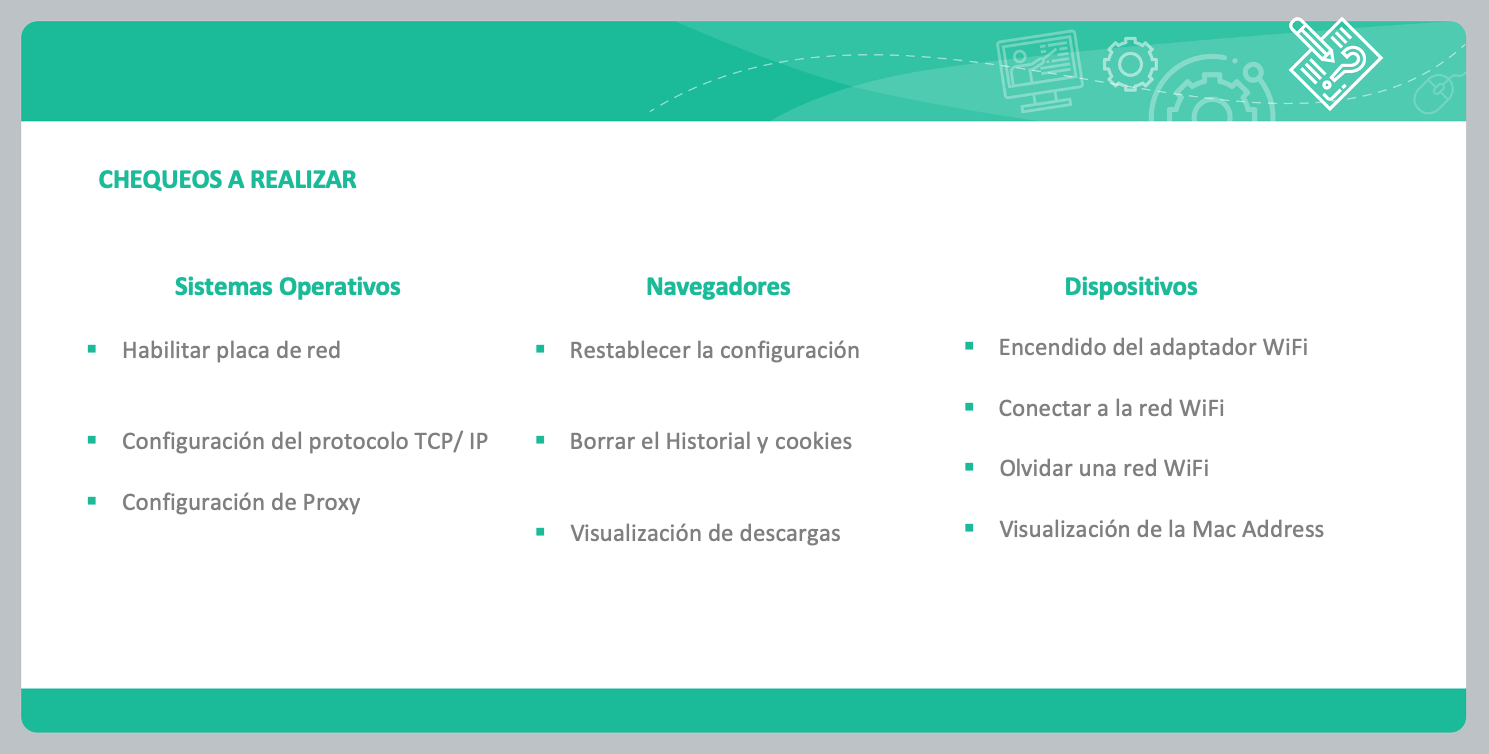 CHEQUEOS A REALIZAR
Sistemas Operativos
Habilitar placa de red
Configuración del protocolo TCP/ IP
Configuración de Proxy
Navegadores
Restablecer la configuración
Borrar el Historial y cookies
Visualización de descargas
Dispositivos
Encendido del adaptador WiFi
Conectar a la red WiFi
Olvidar una red WiFi
Visualización de la Mac Address